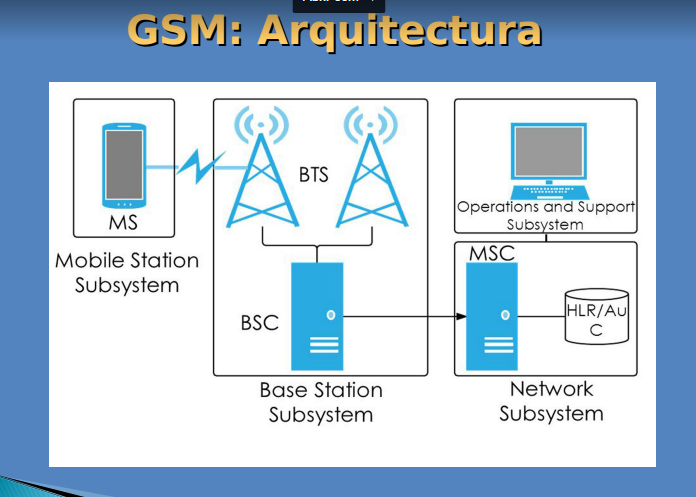 GSM: Arquitectura
MS
Mobile Station
Subsystem
BTS
BSC
Base Station
Subsystem
Operations and Support
Subsystem
MSC
HLR/Au
C
Network
Subsystem